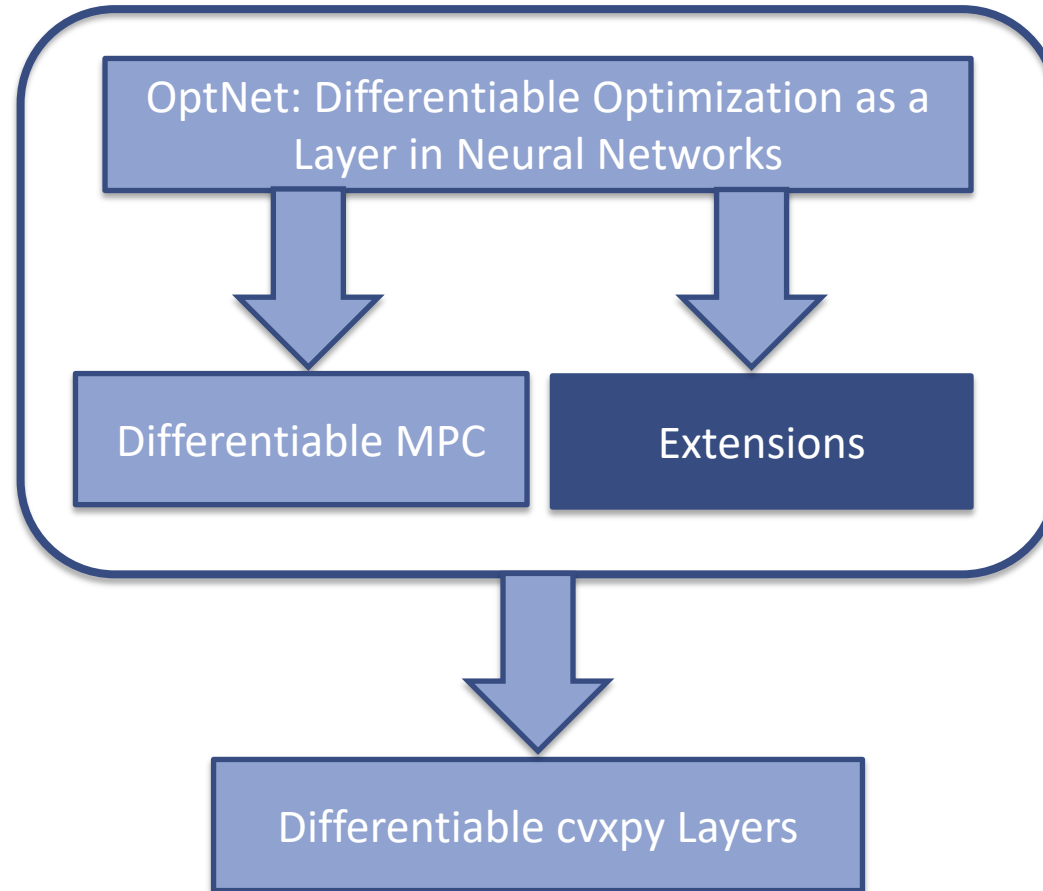 OptNet: Differentiable Optimization as a
Layer in Neural Networks
Differentiable MPC
Extensions
Differentiable cvxpy Layers